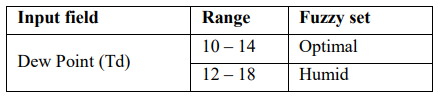 Input field Range Fuzzy set
Dew Point (Td)
10 – 14 Optimal
12 – 18 Humid